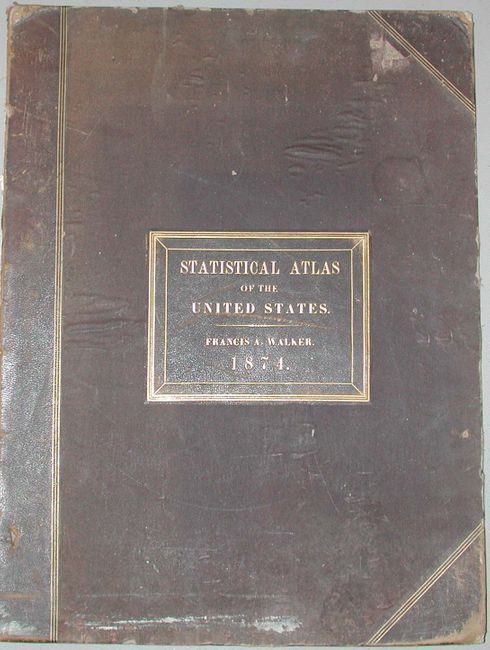 STATISTICAL ATLAS
OF THE
UNITED STATES.
FRANCIS A. WALKER.
1874.